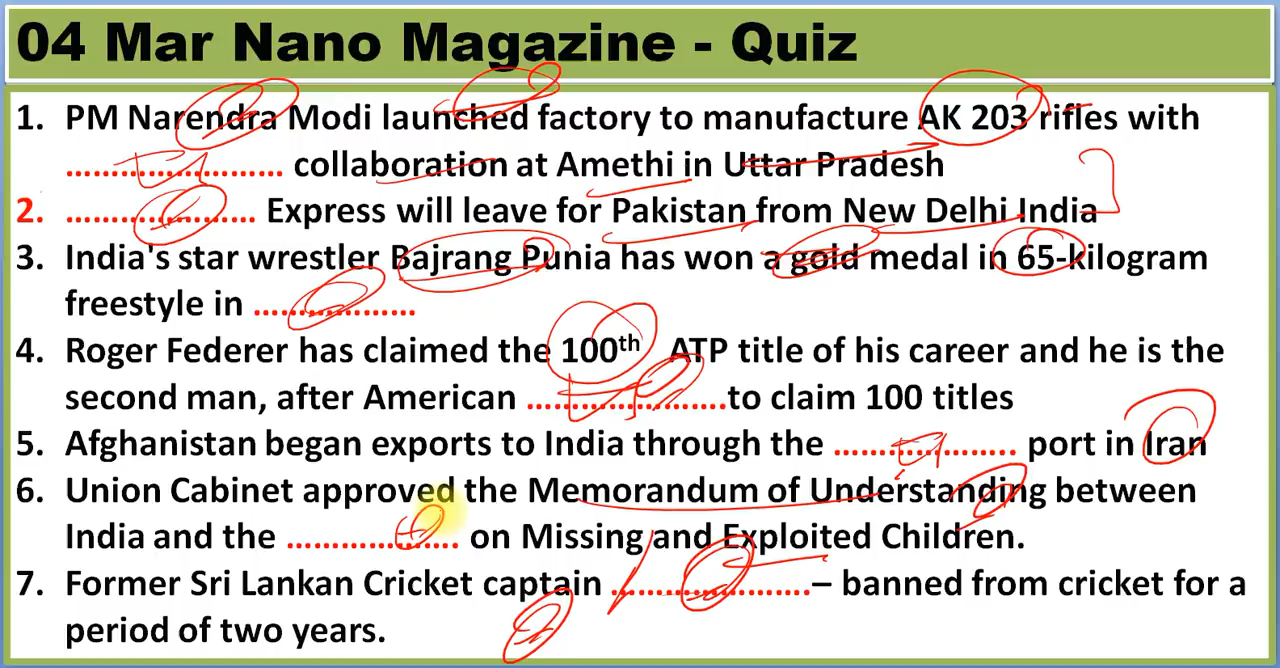 04 Mar Nano Magazine - Quiz
1. PM Narendra Modi launched factory to manufacture AK 203 rifles with
........................ collaboration at Amethi in Uttar Pradesh
2. ..................... Express will leave for Pakistan from New Delhi India
3. India's star wrestler Bajrang Punia has won a gold medal in 65-kilogram
freestyle in ..................
4. Roger Federer has claimed the 100th ATP title of his career and he is the
second man, after American ......................to claim 100 titles
5. Afghanistan began exports to India through the .................... port in Iran
6. Union Cabinet approved the Memorandum of Understanding between
India and the ................... on Missing and Exploited Children.
7. Former Sri Lankan Cricket captain ......................– banned from cricket for a
period of two years.